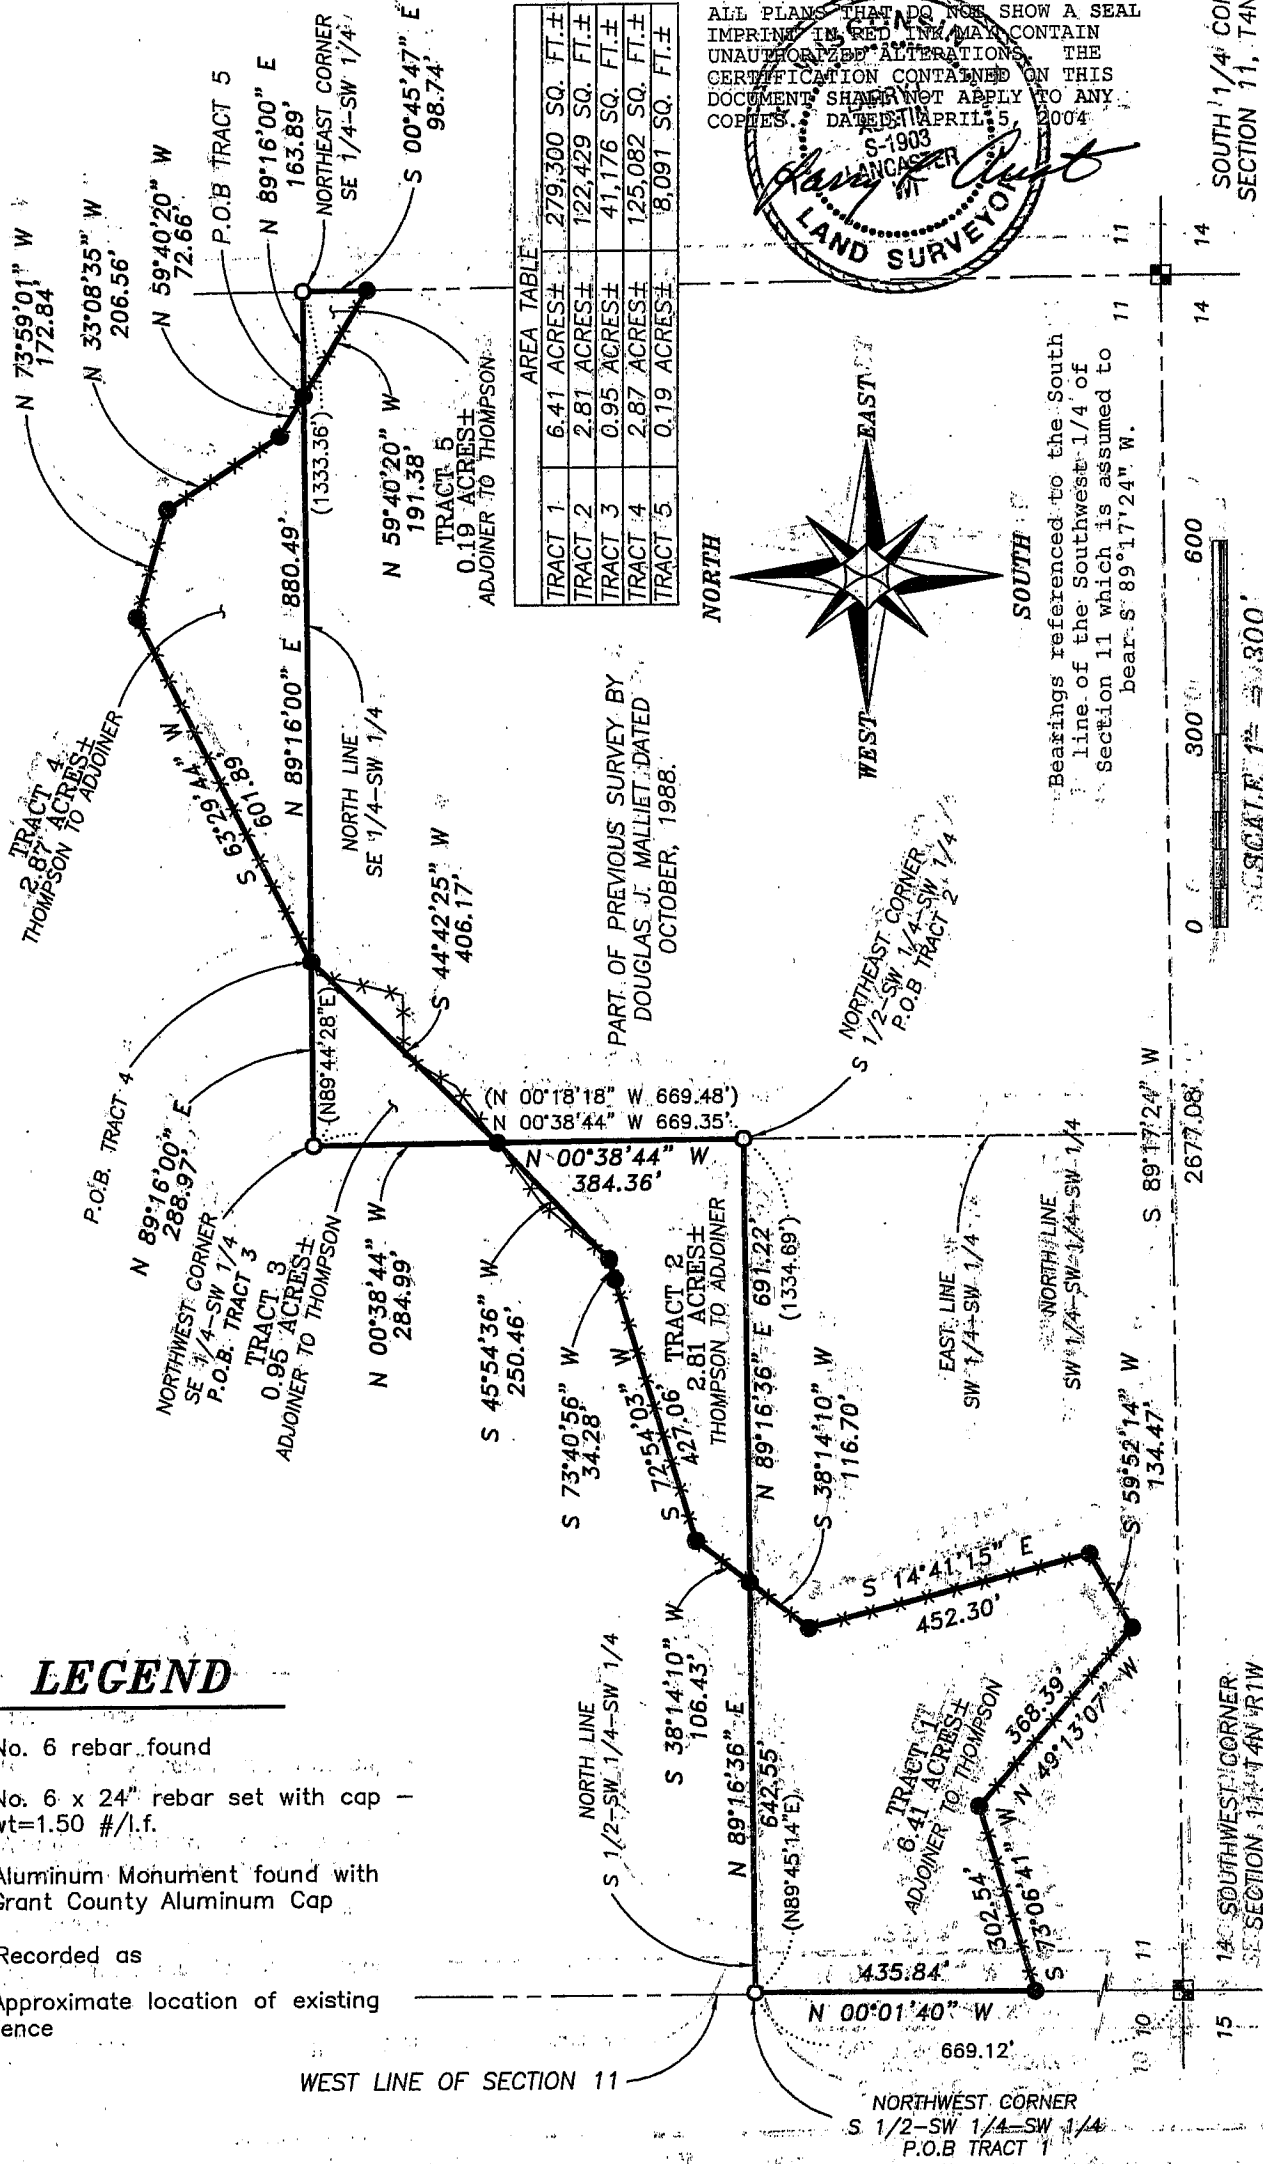 ALL PLANS THAT DO NOT SHOW A SEAL
IMPRINT IN RED INK MAY CONTAIN
UNAUTHORIZED ALTERATIONS. THE
CERTIFICATION CONTAINED ON THIS
DOCUMENT SHALL NOT APPLY TO ANY
COPIES. DATED: APRIL 5, 2004
WISCONSIN
LARRY
AUSTIN
S-1903
LANCASTER
WI
LAND SURVEYOR
SECTION 11, T4N
N 73°59'01" W
172.84'
N 33°08'35" W
206.56'
N 59°40'20" W
72.66'
P.O.B TRACT 5
N 89°16'00" E
163.89'
NORTHEAST CORNER
SE 1/4-SW 1/4
S 00°45'47" E
98.74'
(1333.36')
N 59°40'20" W
191.38'
TRACT 5
0.19 ACRES±
ADJOINER TO THOMPSON
AREA TABLE
TRACT 1 6.41 ACRES± 279,300 SQ. FT.±
TRACT 2 2.81 ACRES± 122,429 SQ. FT.±
TRACT 3 0.95 ACRES± 41,176 SQ. FT.±
TRACT 4 2.87 ACRES± 125,082 SQ. FT.±
TRACT 5 0.19 ACRES± 8,091 SQ. FT.±
TRACT 4
2.87 ACRES±
THOMPSON TO ADJOINER
S 63°29'44" W
601.89'
N 89°16'00" E 880.49'
NORTH LINE
SE 1/4-SW 1/4
S 44°42'25" W
406.17'
PART OF PREVIOUS SURVEY BY
DOUGLAS J. MALLIET DATED
OCTOBER, 1988.
NORTH
SOUTH
EAST
WEST
Bearings referenced to the South
line of the Southwest 1/4 of
Section 11 which is assumed to
bear S 89°17'24" W.
0 300 600
SCALE 1" = 300'
11 11
14 14
SOUTH 1/4 COR
P.O.B. TRACT 4
N 89°16'00" E
288.97'
(N89°44'28"E)
NORTHWEST CORNER
SE 1/4-SW 1/4
P.O.B. TRACT 3
TRACT 3
0.95 ACRES±
ADJOINER TO THOMPSON
N 00°38'44" W
284.99'
(N 00°18'18" W 669.48')
N 00°38'44" W 669.35'
N 00°38'44" W
384.36'
NORTHEAST CORNER
S 1/2-SW 1/4-SW 1/4
P.O.B TRACT 2
S 45°54'36" W
250.46'
S 73°40'56" W
34.28'
S 72°54'03" W
427.06'
TRACT 2
2.81 ACRES±
THOMPSON TO ADJOINER
N 89°16'36" E 691.22'
(1334.69')
S 38°14'10" W
116.70'
EAST LINE
SW 1/4-SW 1/4
NORTH LINE
SW 1/4-SW 1/4-SW 1/4
S 89°17'24" W
2677.08'
S 38°14'10" W
106.43'
S 14°41'15" E
452.30'
S 59°52'14" W
134.47'
NORTH LINE
S 1/2-SW 1/4-SW 1/4
N 89°16'36" E
642.55'
(N89°45'14"E)
TRACT 1
6.41 ACRES±
ADJOINER TO THOMPSON
368.39'
N 49°13'07" W
302.54'
S 73°06'41" W
435.84'
N 00°01'40" W
669.12'
10 11
15 14
SOUTHWEST CORNER
LEGEND
No. 6 rebar found
No. 6 x 24" rebar set with cap –
wt=1.50 #/l.f.
Aluminum Monument found with
Grant County Aluminum Cap
Recorded as
Approximate location of existing
WEST LINE OF SECTION 11
NORTHWEST CORNER
S 1/2-SW 1/4-SW 1/4
P.O.B TRACT 1